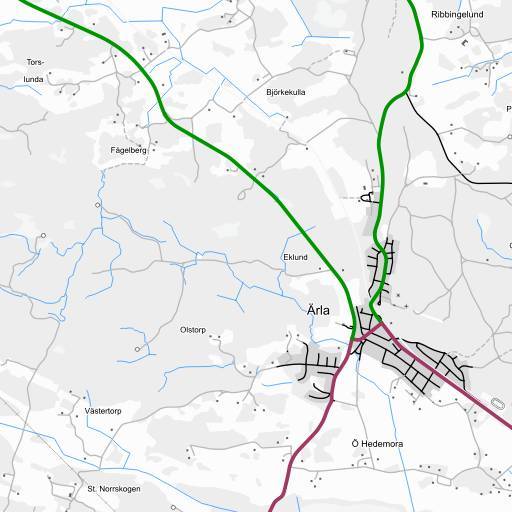 Ribbingelund
Tors-
lunda
Björkekulla
P
Fågelberg
Eklund
Ärla
Olstorp
Västertorp
Ö Hedemora
St. Norrskogen